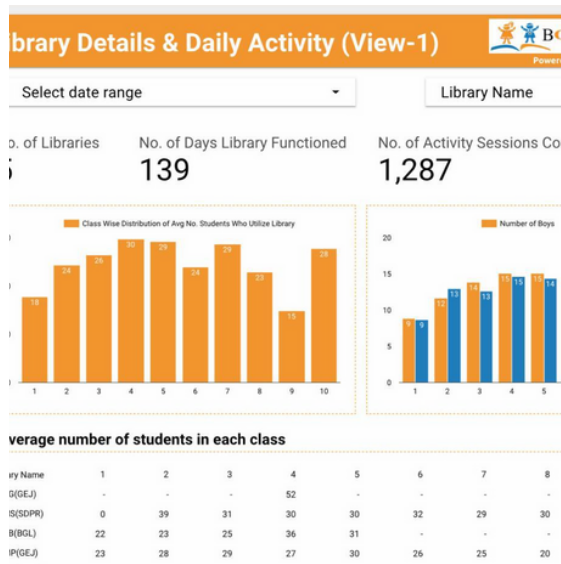 ibrary Details & Daily Activity (View-1)
B
Power
Select date range
Library Name
o. of Libraries
No. of Days Library Functioned
No. of Activity Sessions Co
139
1,287
Class Wise Distribution of Avg No. Students Who Utilize Library
18 24 26 30 29 24 29 23 15 28
1 2 3 4 5 6 7 8 9 10
Number of Boys
20
15
10
5
0
9 9 12 13 14 13 15 15 15 14
1 2 3 4 5
verage number of students in each class
ary Name 1 2 3 4 5 6 7 8
G(GEJ) - - - 52 - - - -
S(SDPR) 0 39 31 30 30 32 29 30
B(BGL) 22 23 25 36 31 - - -
P(GEJ) 23 28 29 27 30 26 25 20